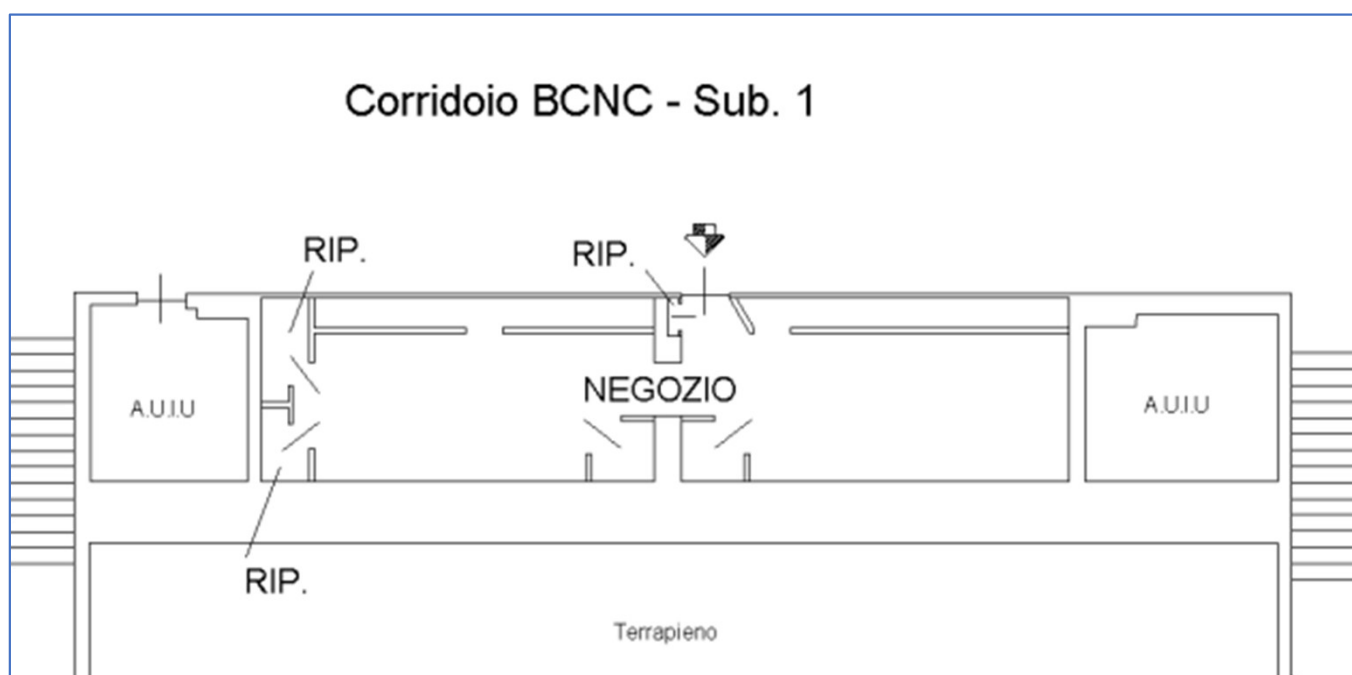 Corridoio BCNC - Sub. 1
RIP.
RIP.
NEGOZIO
A.U.I.U
A.U.I.U
RIP.
Terrapieno